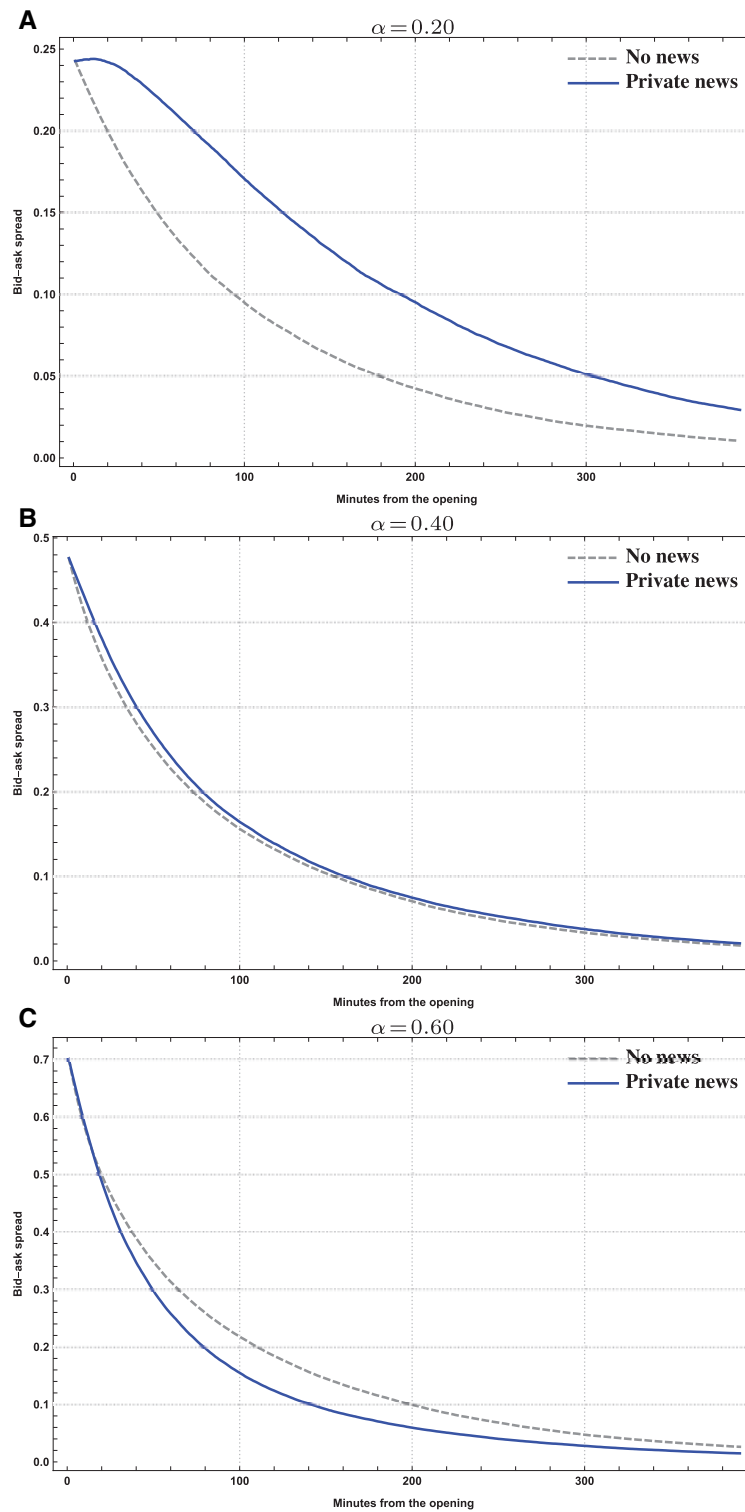 A
α = 0.20
No news
Private news
0.25
0.20
0.15
0.10
0.05
0.00
Bid–ask spread
0 100 200 300
Minutes from the opening
B
α = 0.40
No news
Private news
0.5
0.4
0.3
0.2
0.1
0.0
Bid–ask spread
0 100 200 300
Minutes from the opening
C
α = 0.60
No news
Private news
0.7
0.6
0.5
0.4
0.3
0.2
0.1
0.0
Bid–ask spread
0 100 200 300
Minutes from the opening